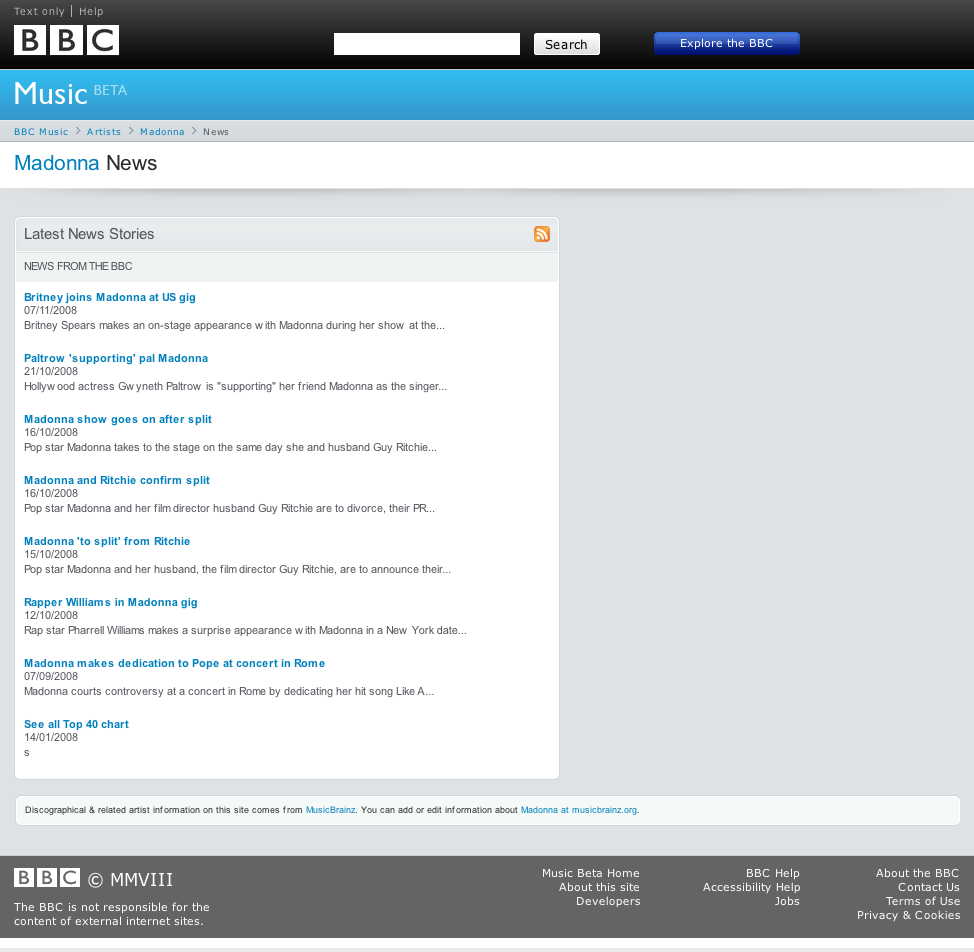 Text only | Help
BBC
Search
Explore the BBC
Music BETA
BBC Music > Artists > Madonna > News
Madonna News
Latest News Stories
NEWS FROM THE BBC
Britney joins Madonna at US gig
07/11/2008
Britney Spears makes an on-stage appearance with Madonna during her show at the...
Paltrow 'supporting' pal Madonna
21/10/2008
Hollywood actress Gwyneth Paltrow is "supporting" her friend Madonna as the singer...
Madonna show goes on after split
16/10/2008
Pop star Madonna takes to the stage on the same day she and husband Guy Ritchie...
Madonna and Ritchie confirm split
16/10/2008
Pop star Madonna and her film director husband Guy Ritchie are to divorce, their PR...
Madonna 'to split' from Ritchie
15/10/2008
Pop star Madonna and her husband, the film director Guy Ritchie, are to announce their...
Rapper Williams in Madonna gig
12/10/2008
Rap star Pharrell Williams makes a surprise appearance with Madonna in a New York date...
Madonna makes dedication to Pope at concert in Rome
07/09/2008
Madonna courts controversy at a concert in Rome by dedicating her hit song Like A...
See all Top 40 chart
14/01/2008
s
Discographical & related artist information on this site comes from MusicBrainz. You can add or edit information about Madonna at musicbrainz.org.
BBC © MMVIII
The BBC is not responsible for the
content of external internet sites.
Music Beta Home
About this site
Developers
BBC Help
Accessibility Help
Jobs
About the BBC
Contact Us
Terms of Use
Privacy & Cookies